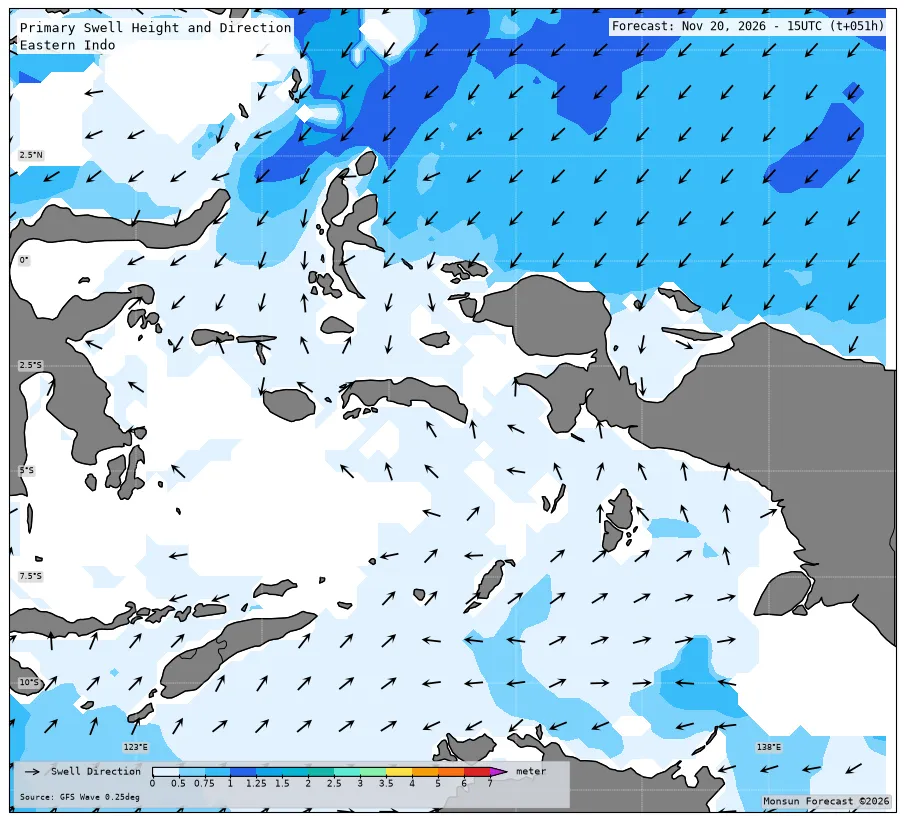 Primary Swell Height and Direction
Eastern Indo
Forecast: Nov 20, 2026 - 15UTC (t+051h)
2.5°N
0°
2.5°S
5°S
7.5°S
10°S
123°E
138°E
Swell Direction
0 0.5 0.75 1 1.25 1.5 2 2.5 3 3.5 4 5 6 7
meter
Source: GFS Wave 0.25deg
Monsun Forecast ©2026